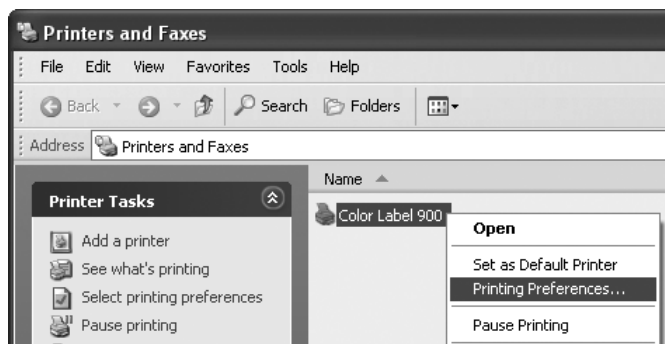 Printers and Faxes
File Edit View Favorites Tools Help
Back Search Folders
Address Printers and Faxes
Name
Printer Tasks
Add a printer
See what's printing
Select printing preferences
Pause printing
Color Label 900
Open
Set as Default Printer
Printing Preferences...
Pause Printing